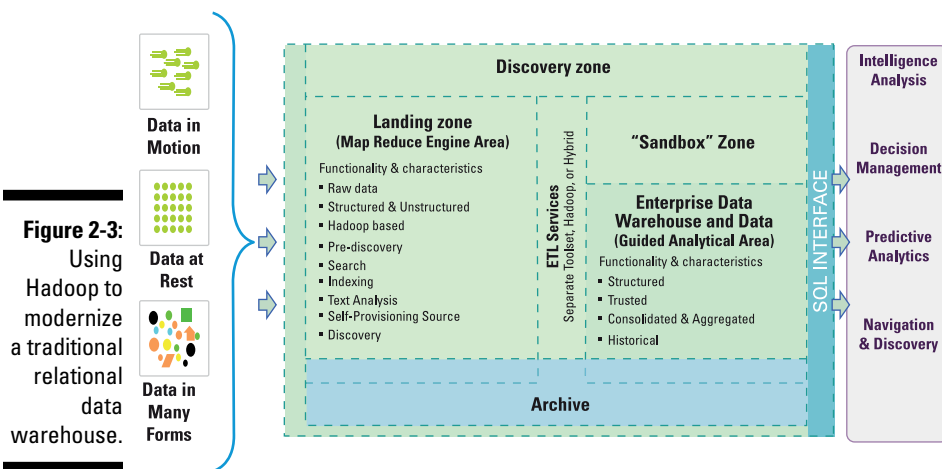 Figure 2-3:
Using
Hadoop to
modernize
a traditional
relational
data
warehouse.
Data in
Motion
Data at
Rest
Data in
Many
Forms
Discovery zone
Landing zone
(Map Reduce Engine Area)
Functionality & characteristics
▪ Raw data
▪ Structured & Unstructured
▪ Hadoop based
▪ Pre-discovery
▪ Search
▪ Indexing
▪ Text Analysis
▪ Self-Provisioning Source
▪ Discovery
ETL Services
Separate Toolset, Hadoop, or Hybrid
“Sandbox” Zone
Enterprise Data
Warehouse and Data
(Guided Analytical Area)
Functionality & characteristics
▪ Structured
▪ Trusted
▪ Consolidated & Aggregated
▪ Historical
Archive
SQL INTERFACE
Intelligence
Analysis
Decision
Management
Predictive
Analytics
Navigation
& Discovery